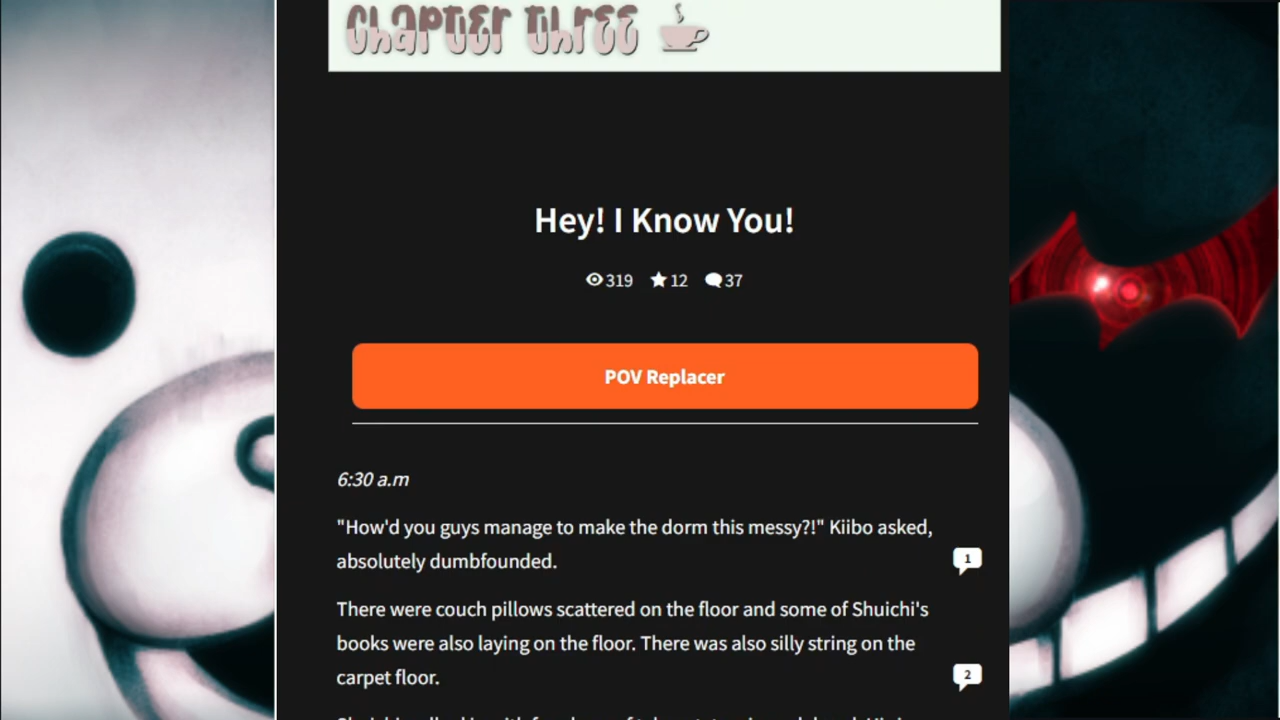 Chapter Three
Hey! I Know You!
319 12 37
POV Replacer
6:30 a.m
"How'd you guys manage to make the dorm this messy?!" Kiibo asked,
absolutely dumbfounded.
1
There were couch pillows scattered on the floor and some of Shuichi's
books were also laying on the floor. There was also silly string on the
carpet floor.
2